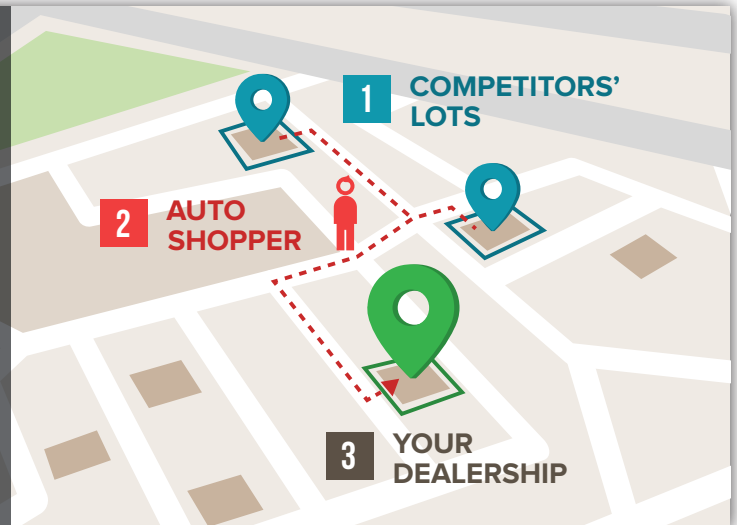 1 COMPETITORS’
LOTS
2 AUTO
SHOPPER
3 YOUR
DEALERSHIP